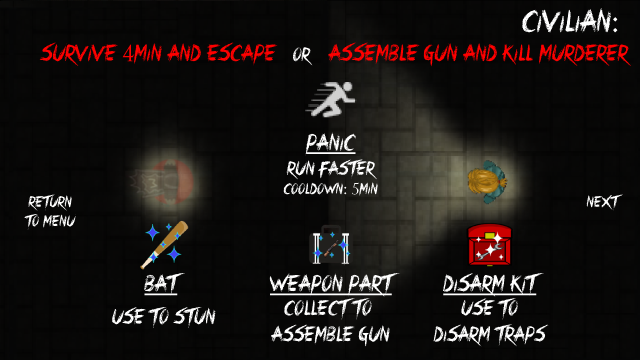 CIVILIAN:
SURVIVE 4MIN AND ESCAPE OR ASSEMBLE GUN AND KILL MURDERER
PANIC
RUN FASTER
COOLDOWN: 5MIN
RETURN
TO MENU
NEXT
BAT
USE TO STUN
WEAPON PART
COLLECT TO
ASSEMBLE GUN
DISARM KIT
USE TO
DISARM TRAPS